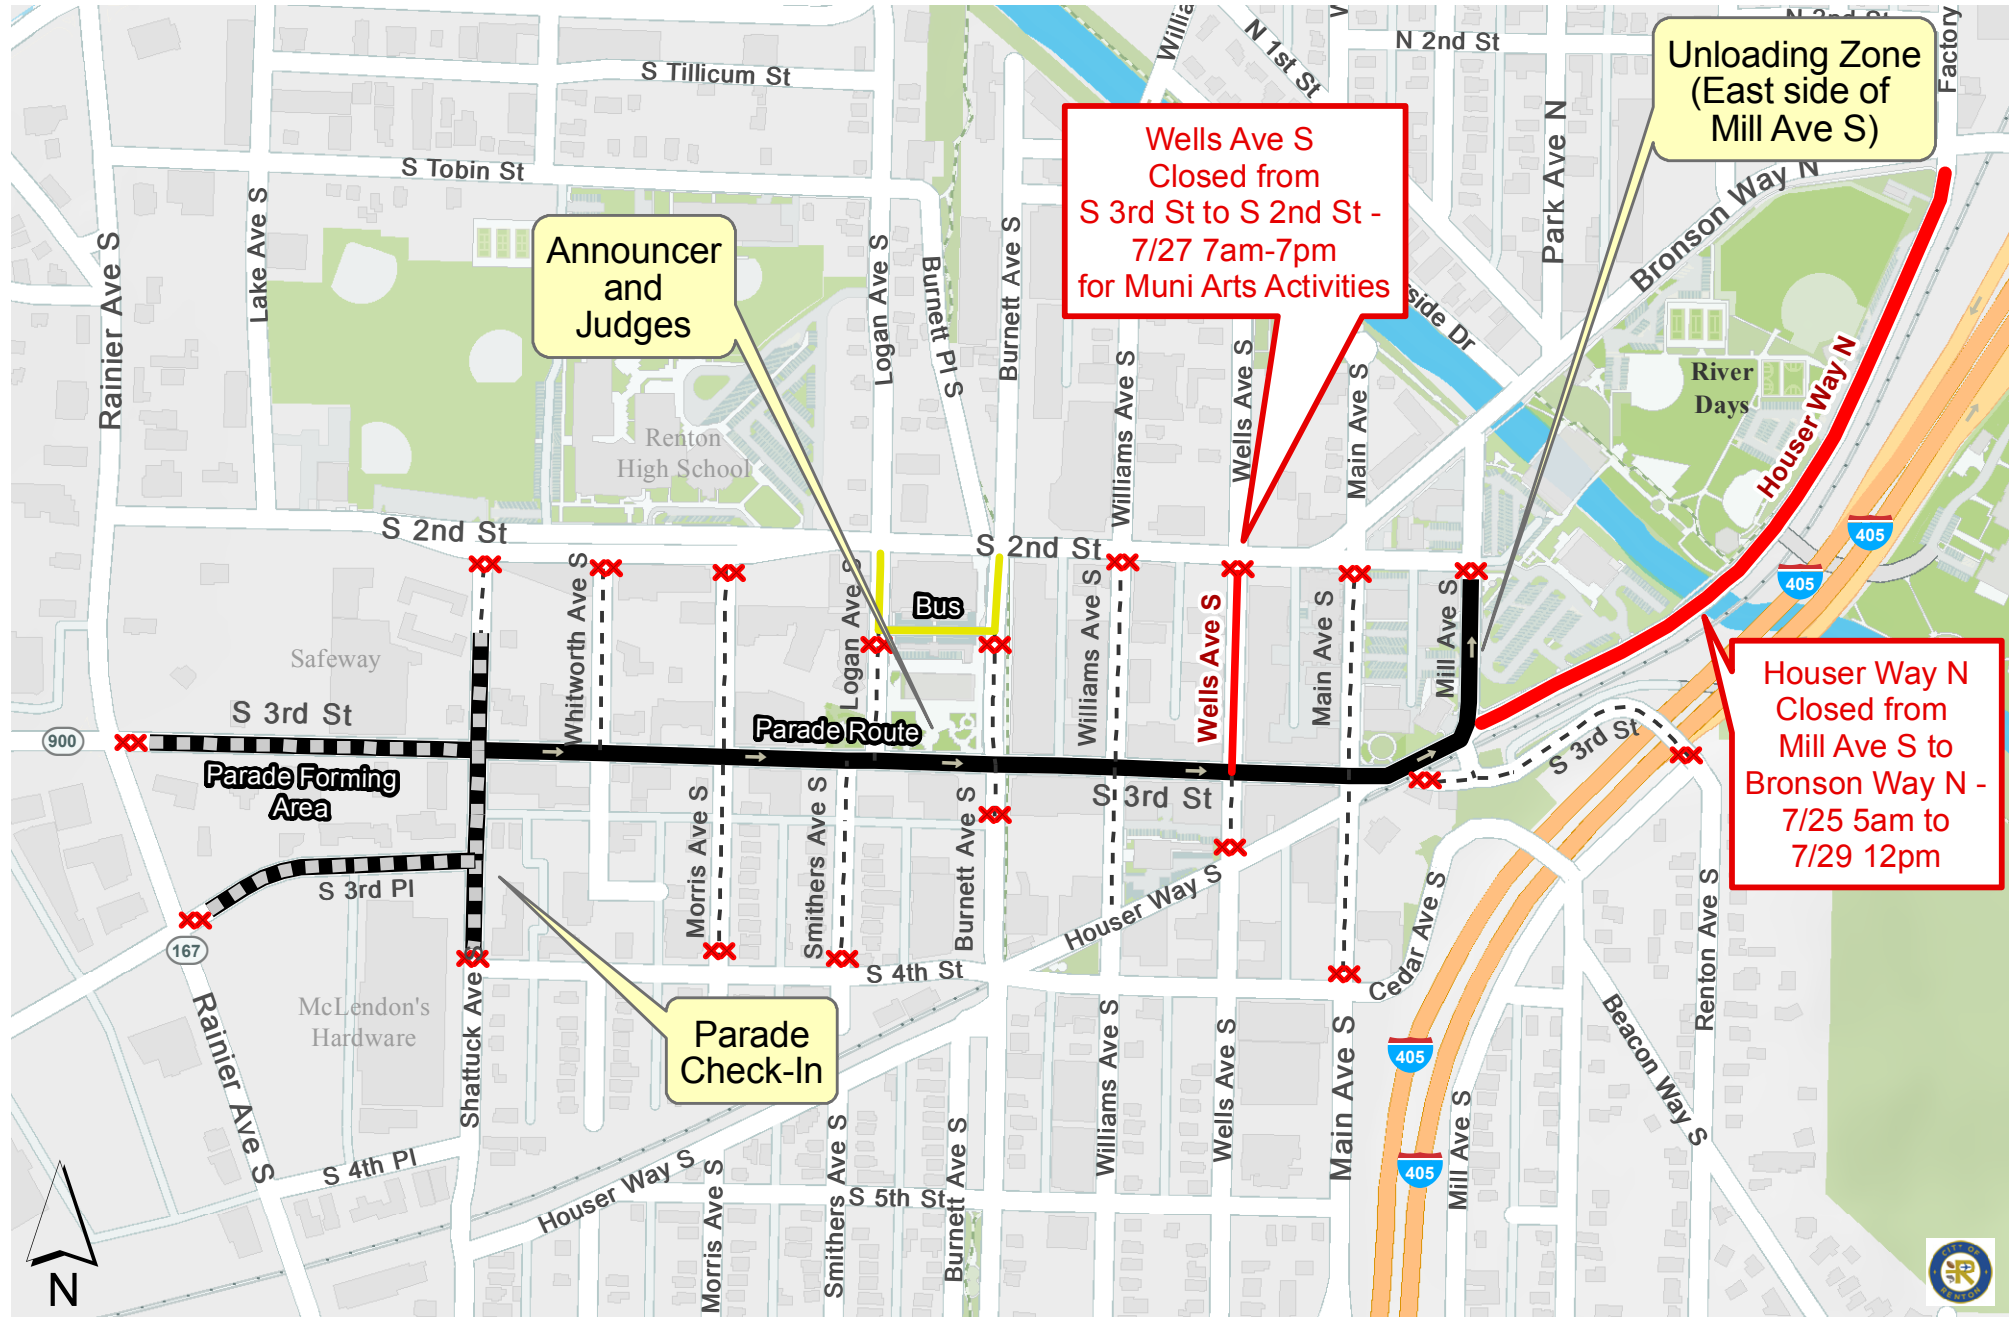 N 2nd St
Factory
N 1st St
N 2nd St
S Tillicum St
Unloading Zone
(East side of
Mill Ave S)
Park Ave N
Bronson Way N
S Tobin St
Lake Ave S
Rainier Ave S
Announcer
and
Judges
Logan Ave S
Burnett Pl S
Burnett Ave S
Wells Ave S
Closed from
S 3rd St to S 2nd St -
7/27 7am-7pm
for Muni Arts Activities
Williams Ave S
Wells Ave S
Main Ave S
River
Days
Houser Way N
Renton
High School
S 2nd St
S 2nd St
405
405
Whitworth Ave S
Logan Ave S
Bus
Williams Ave S
Wells Ave S
Main Ave S
Mill Ave S
Safeway
S 3rd St
900
Parade Route
Parade Forming
Area
S 3rd St
S 3rd St
Houser Way N
Closed from
Mill Ave S to
Bronson Way N -
7/25 5am to
7/29 12pm
S 3rd Pl
167
Morris Ave S
Smithers Ave S
Burnett Ave S
Houser Way S
S 4th St
Cedar Ave S
Renton Ave S
McLendon's
Hardware
Rainier Ave S
Shattuck Ave S
Parade
Check-In
Williams Ave S
Wells Ave S
Main Ave S
405
405
Mill Ave S
Beacon Way S
S 4th Pl
Houser Way S
Morris Ave S
Smithers Ave S
S 5th St
Burnett Ave S
N
CITY OF
R
RENTON